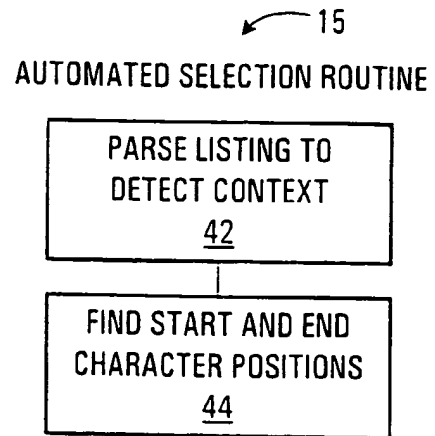 15
AUTOMATED SELECTION ROUTINE
PARSE LISTING TO
DETECT CONTEXT
42
FIND START AND END
CHARACTER POSITIONS
44